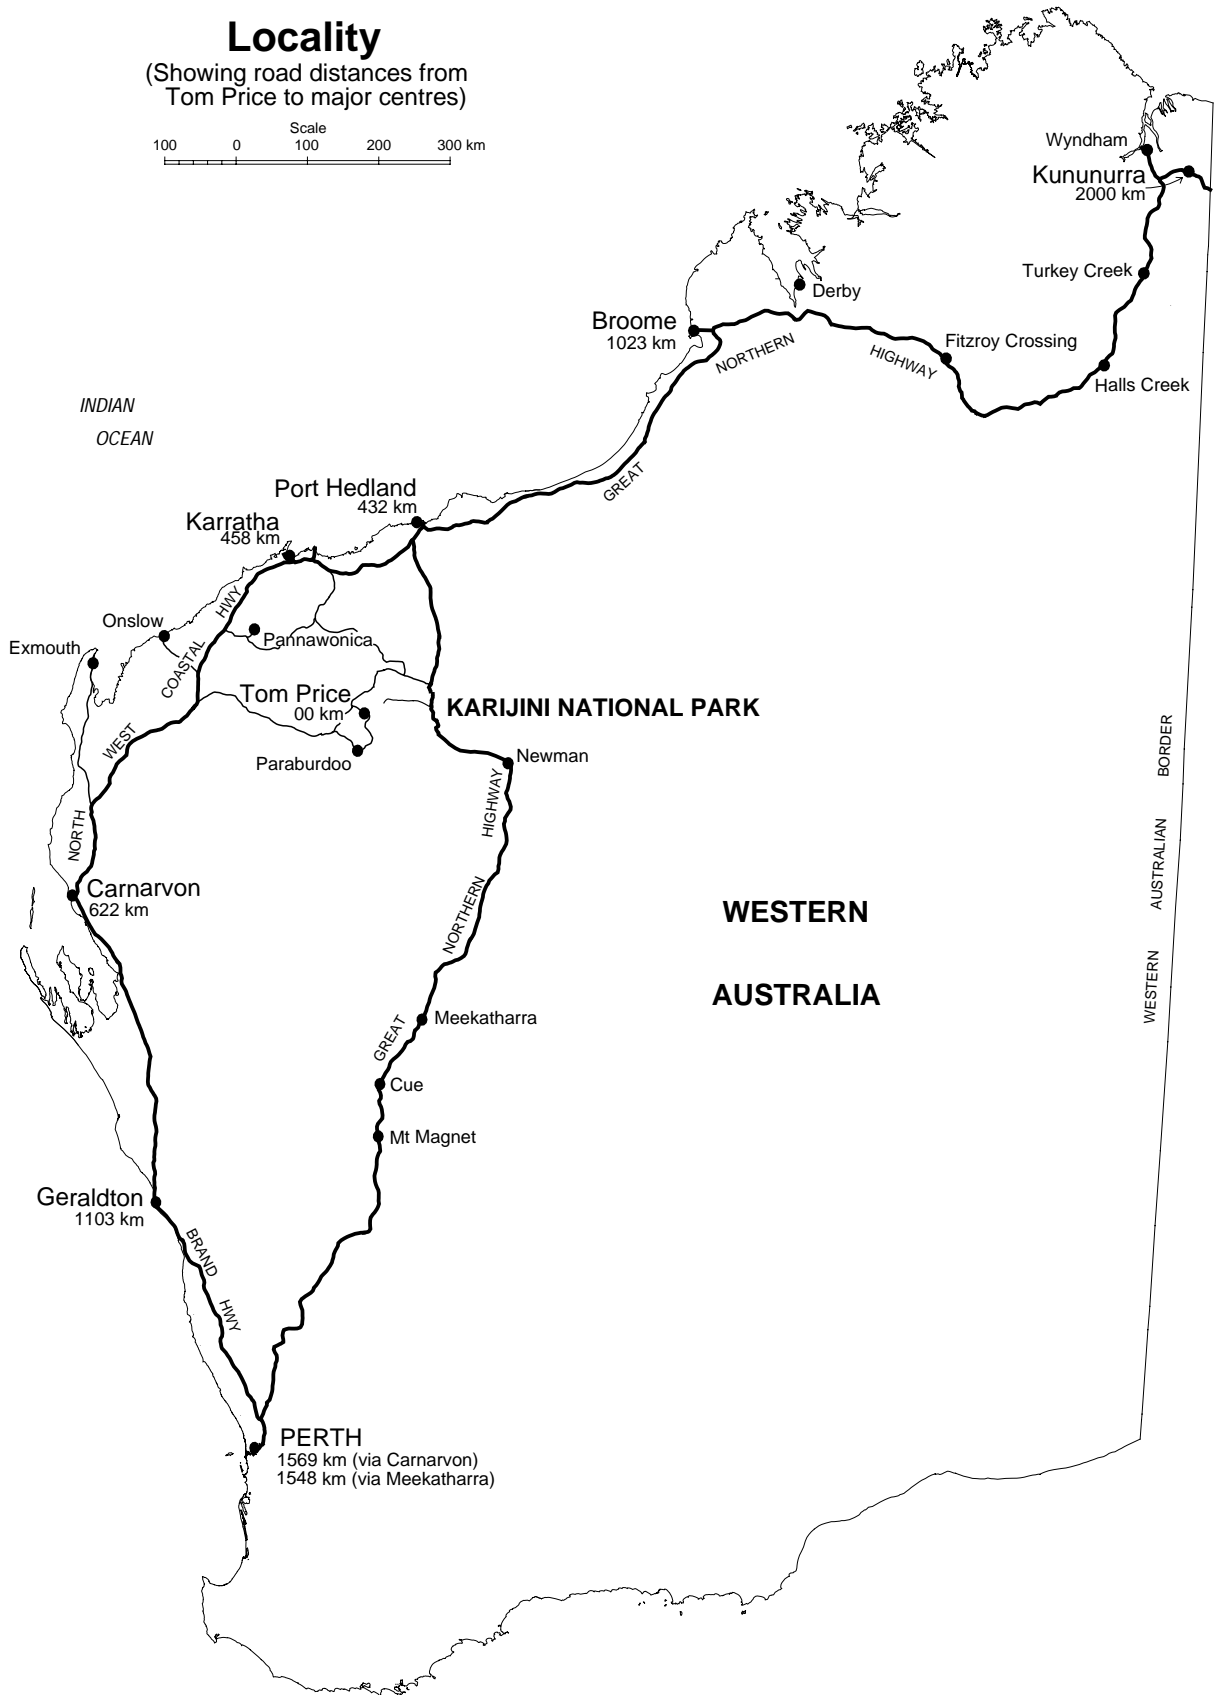 Locality
(Showing road distances from
Tom Price to major centres)
Scale
100 0 100 200 300 km
Wyndham
Kununurra
2000 km
Turkey Creek
Derby
Broome
1023 km
NORTHERN
HIGHWAY
Fitzroy Crossing
Halls Creek
INDIAN
OCEAN
GREAT
Port Hedland
432 km
Karratha
458 km
HWY
Onslow
Pannawonica
Exmouth
COASTAL
Tom Price
00 km
KARIJINI NATIONAL PARK
WEST
Paraburdoo
Newman
BORDER
HIGHWAY
NORTH
AUSTRALIAN
Carnarvon
622 km
NORTHERN
WESTERN
WESTERN
AUSTRALIA
Meekatharra
GREAT
Cue
Mt Magnet
Geraldton
1103 km
BRAND
HWY
PERTH
1569 km (via Carnarvon)
1548 km (via Meekatharra)